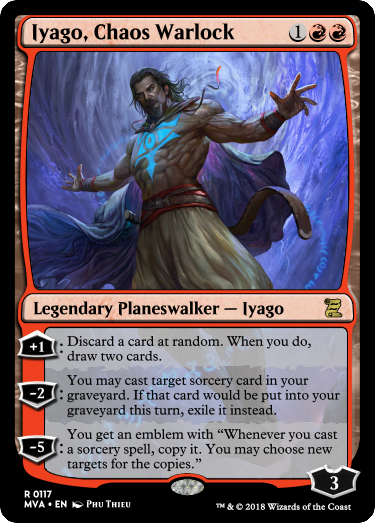 Iyago, Chaos Warlock 1
Legendary Planeswalker — Iyago
+1: Discard a card at random. When you do,
draw two cards.
-2: You may cast target sorcery card in your
graveyard. If that card would be put into your
graveyard this turn, exile it instead.
-5: You get an emblem with “Whenever you cast
a sorcery spell, copy it. You may choose new
targets for the copies.”
3
R 0117
MVA • EN Phu Thieu
™ & © 2018 Wizards of the Coast